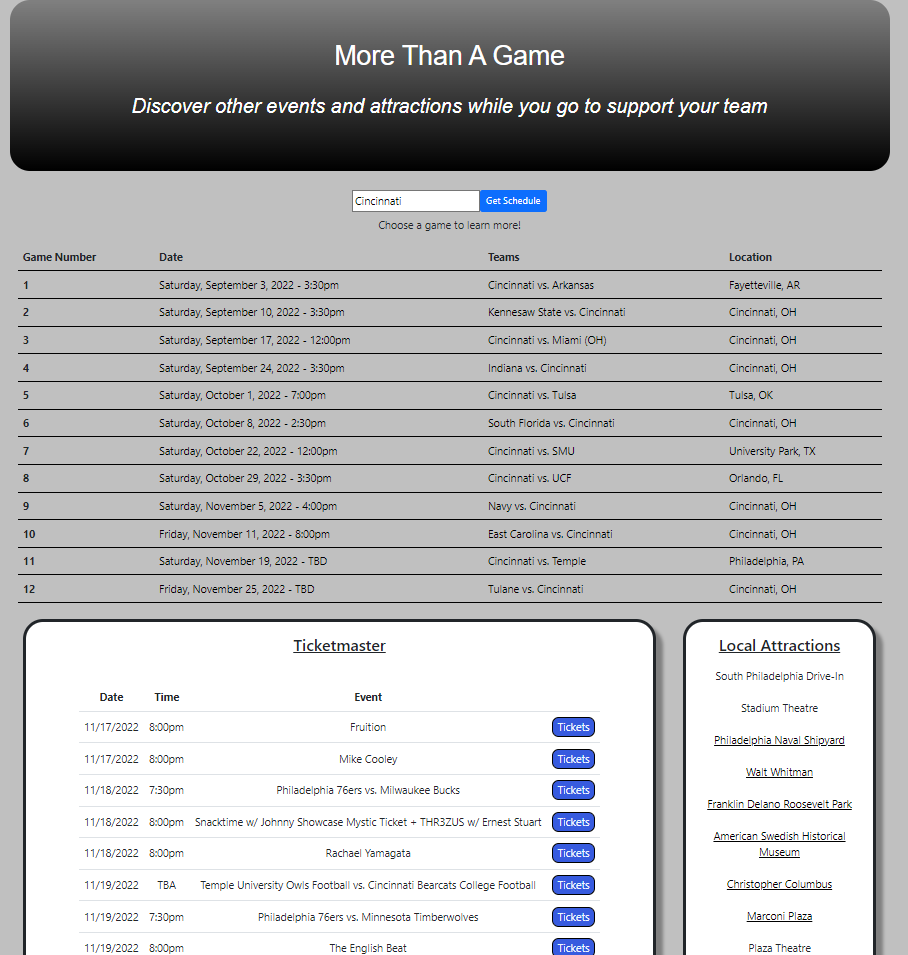 More Than A Game
Discover other events and attractions while you go to support your team
Cincinnati Get Schedule
Choose a game to learn more!
Game Number Date Teams Location
1 Saturday, September 3, 2022 - 3:30pm Cincinnati vs. Arkansas Fayetteville, AR
2 Saturday, September 10, 2022 - 3:30pm Kennesaw State vs. Cincinnati Cincinnati, OH
3 Saturday, September 17, 2022 - 12:00pm Cincinnati vs. Miami (OH) Cincinnati, OH
4 Saturday, September 24, 2022 - 3:30pm Indiana vs. Cincinnati Cincinnati, OH
5 Saturday, October 1, 2022 - 7:00pm Cincinnati vs. Tulsa Tulsa, OK
6 Saturday, October 8, 2022 - 2:30pm South Florida vs. Cincinnati Cincinnati, OH
7 Saturday, October 22, 2022 - 12:00pm Cincinnati vs. SMU University Park, TX
8 Saturday, October 29, 2022 - 3:30pm Cincinnati vs. UCF Orlando, FL
9 Saturday, November 5, 2022 - 4:00pm Navy vs. Cincinnati Cincinnati, OH
10 Friday, November 11, 2022 - 8:00pm East Carolina vs. Cincinnati Cincinnati, OH
11 Saturday, November 19, 2022 - TBD Cincinnati vs. Temple Philadelphia, PA
12 Friday, November 25, 2022 - TBD Tulane vs. Cincinnati Cincinnati, OH
Ticketmaster
Date Time Event
11/17/2022 8:00pm Fruition Tickets
11/17/2022 8:00pm Mike Cooley Tickets
11/18/2022 7:30pm Philadelphia 76ers vs. Milwaukee Bucks Tickets
11/18/2022 8:00pm Snacktime w/ Johnny Showcase Mystic Ticket + THR3ZUS w/ Ernest Stuart Tickets
11/18/2022 8:00pm Rachael Yamagata Tickets
11/19/2022 TBA Temple University Owls Football vs. Cincinnati Bearcats College Football Tickets
11/19/2022 7:30pm Philadelphia 76ers vs. Minnesota Timberwolves Tickets
11/19/2022 8:00pm The English Beat Tickets
Local Attractions
South Philadelphia Drive-In
Stadium Theatre
Philadelphia Naval Shipyard
Walt Whitman
Franklin Delano Roosevelt Park
American Swedish Historical
Museum
Christopher Columbus
Marconi Plaza
Plaza Theatre